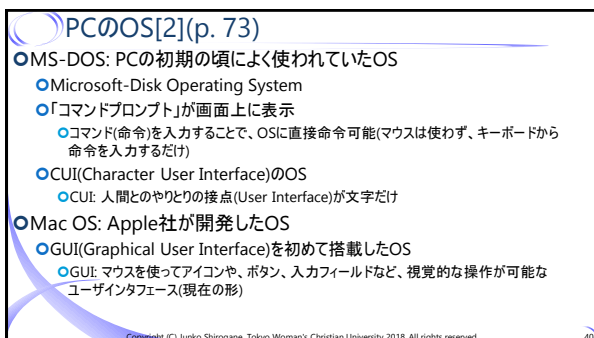 PCのOS[2](p. 73)
MS-DOS: PCの初期の頃によく使われていたOS
Microsoft-Disk Operating System
「コマンドプロンプト」が画面上に表示
コマンド(命令)を入力することで、OSに直接命令可能(マウスは使わず、キーボードから
命令を入力するだけ)
CUI(Character User Interface)のOS
CUI: 人間とのやりとりの接点(User Interface)が文字だけ
Mac OS: Apple社が開発したOS
GUI(Graphical User Interface)を初めて搭載したOS
GUI: マウスを使ってアイコンや、ボタン、入力フィールドなど、視覚的な操作が可能な
ユーザインタフェース(現在の形)
Copyright (C) Junko Shirogane, Tokyo Woman's Christian University 2018. All rights reserved.
40